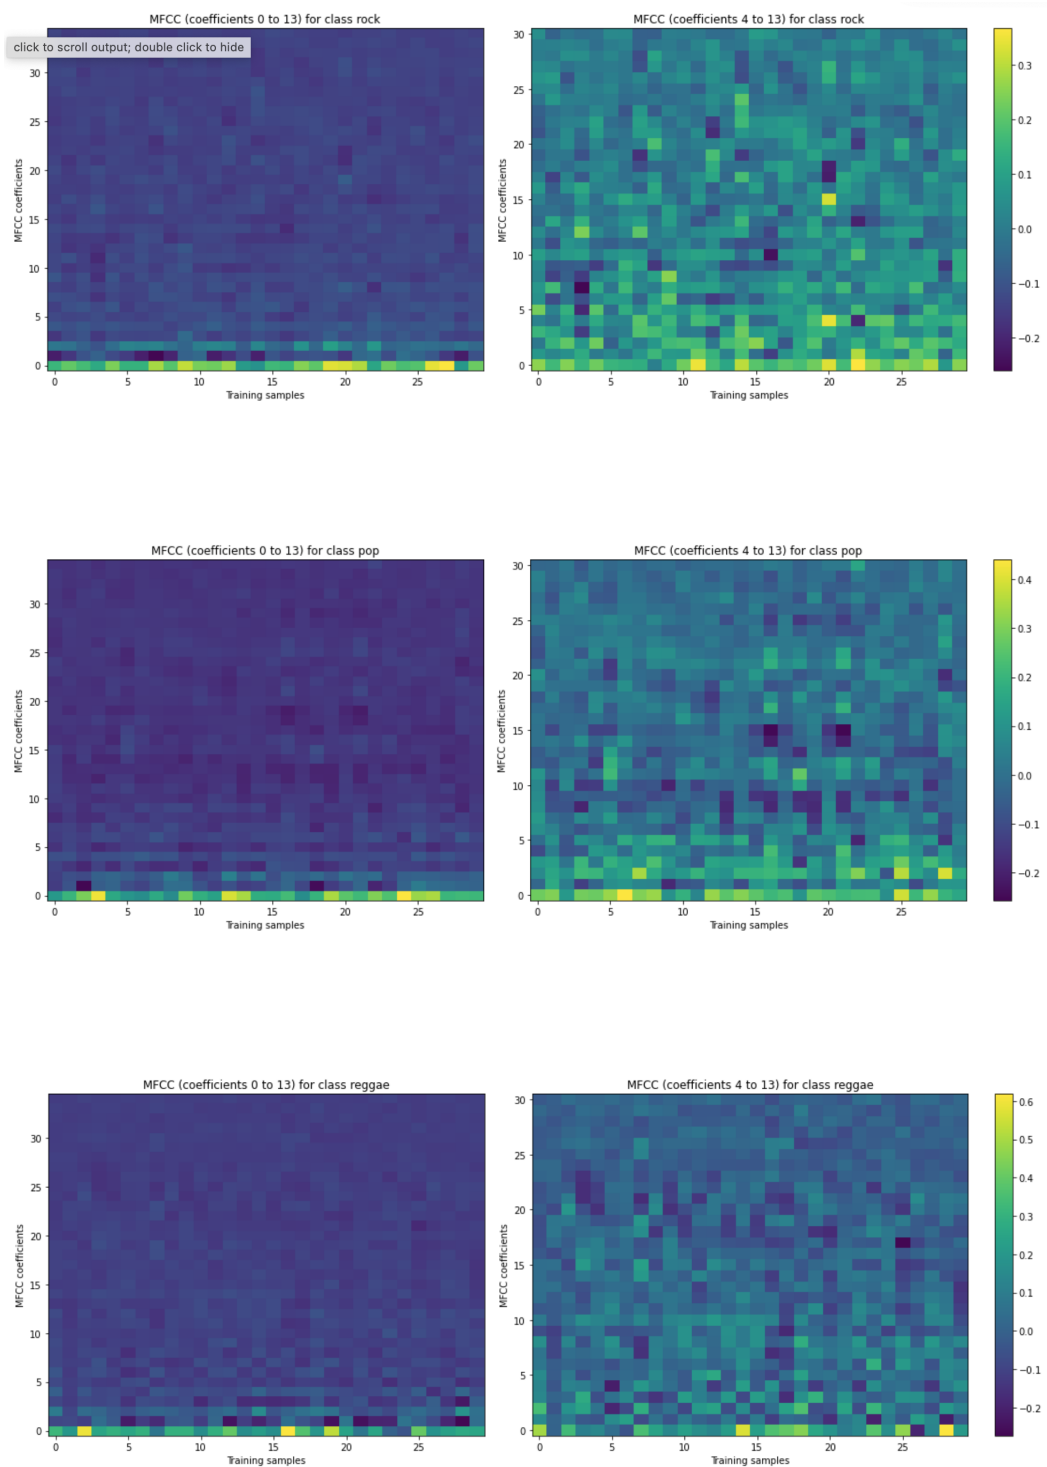 MFCC (coefficients 0 to 13) for class rock
MFCC (coefficients 4 to 13) for class rock
click to scroll output; double click to hide
MFCC coefficients
30
25
20
15
10
5
0
0 5 10 15 20 25
Training samples
MFCC coefficients
30
25
20
15
10
5
0
0 5 10 15 20 25
Training samples
0.3
0.2
0.1
0.0
−0.1
−0.2
MFCC (coefficients 0 to 13) for class pop
MFCC coefficients
30
25
20
15
10
5
0
0 5 10 15 20 25
Training samples
MFCC (coefficients 4 to 13) for class pop
MFCC coefficients
30
25
20
15
10
5
0
0 5 10 15 20 25
Training samples
0.4
0.3
0.2
0.1
0.0
−0.1
−0.2
MFCC (coefficients 0 to 13) for class reggae
MFCC coefficients
30
25
20
15
10
5
0
0 5 10 15 20 25
Training samples
MFCC (coefficients 4 to 13) for class reggae
MFCC coefficients
30
25
20
15
10
5
0
0 5 10 15 20 25
Training samples
0.6
0.5
0.4
0.3
0.2
0.1
0.0
−0.1
−0.2